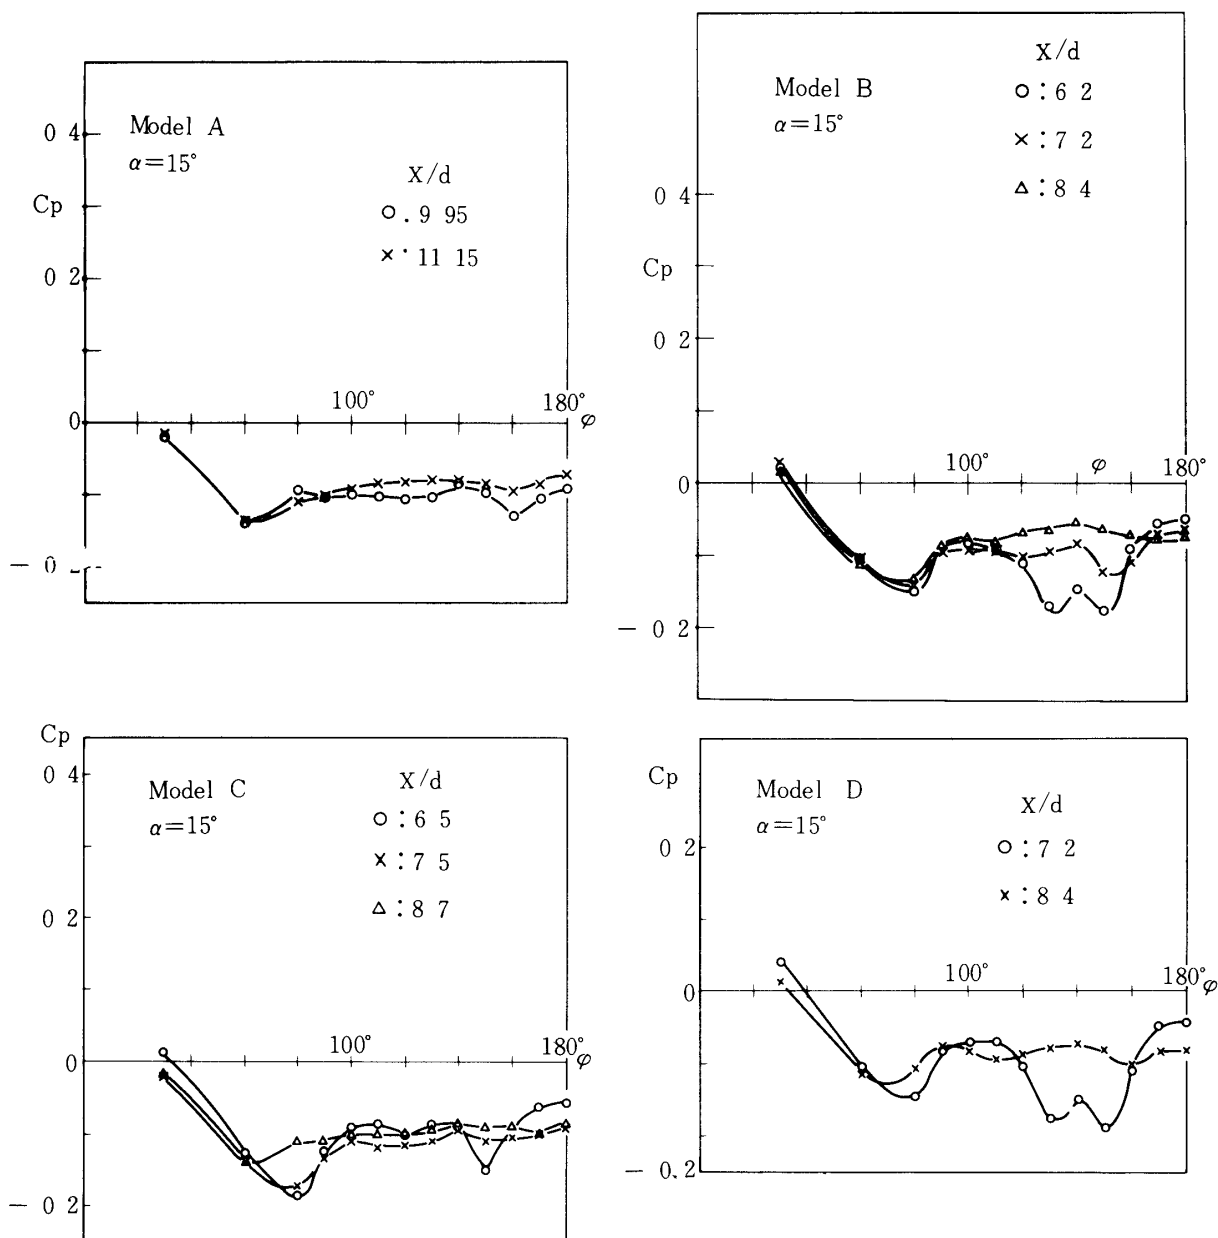 Model A
α=15°
X/d
○ . 9 95
× : 11 15
0 4
Cp
0 2
0
100°
180°
φ
− 0
Model B
α=15°
X/d
○ : 6 2
× : 7 2
△ : 8 4
0 4
Cp
0 2
0
100°
φ
180°
− 0 2
Cp
0 4
Model C
α=15°
X/d
○ : 6 5
× : 7 5
△ : 8 7
0 2
0
100°
180°
φ
− 0 2
Cp
Model D
α=15°
X/d
○ : 7 2
× : 8 4
0 2
0
100°
180°
φ
− 0.2